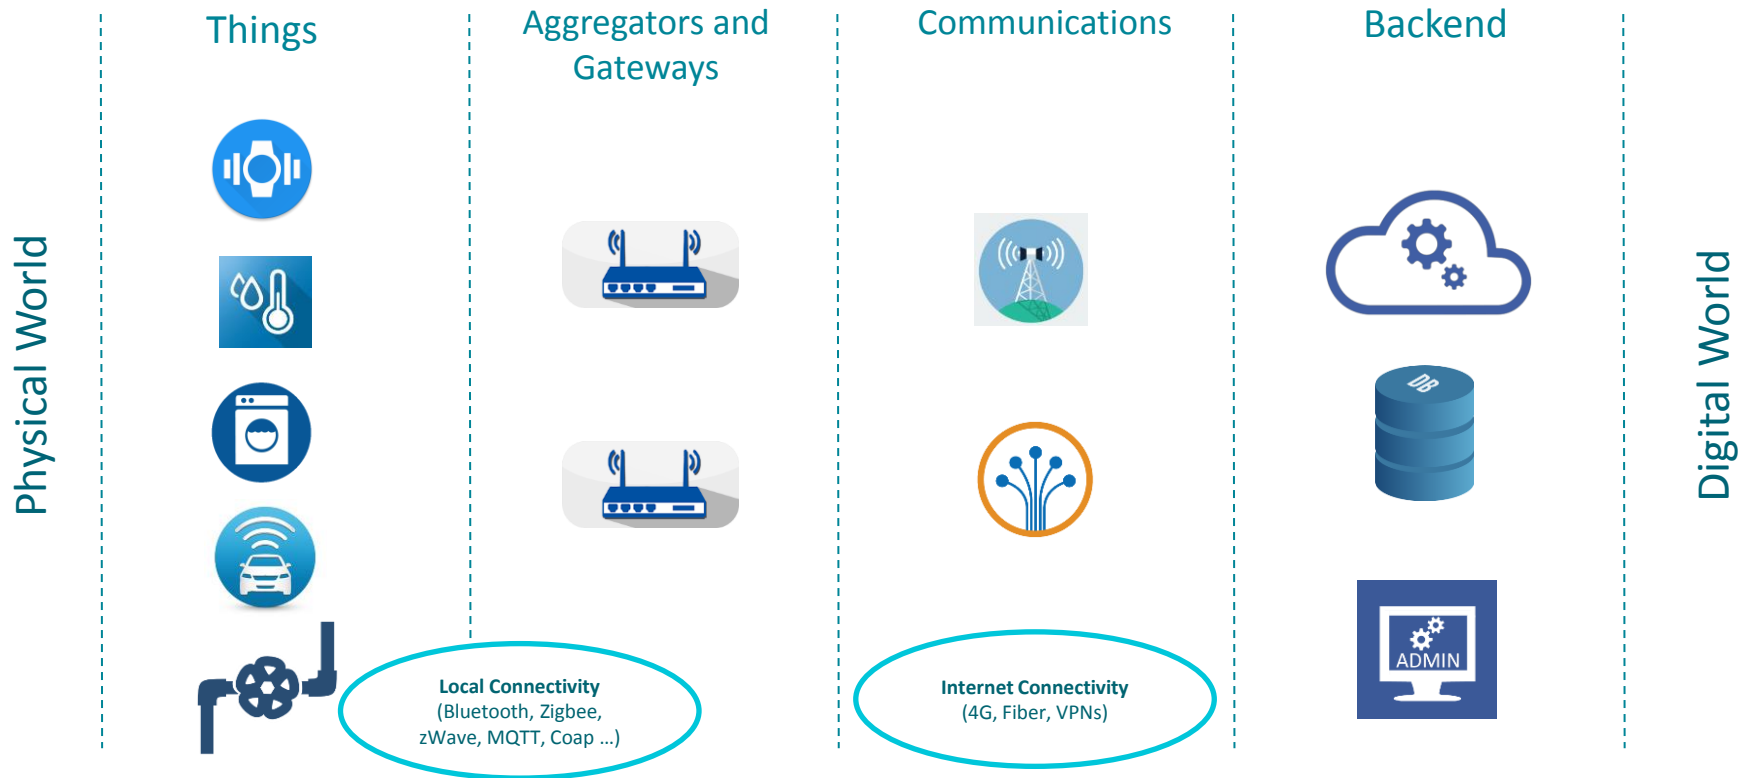 Things
Aggregators and
Gateways
Communications
Backend
Physical World
Digital World
DB
ADMIN
Local Connectivity
(Bluetooth, Zigbee,
zWave, MQTT, Coap ...)
Internet Connectivity
(4G, Fiber, VPNs)